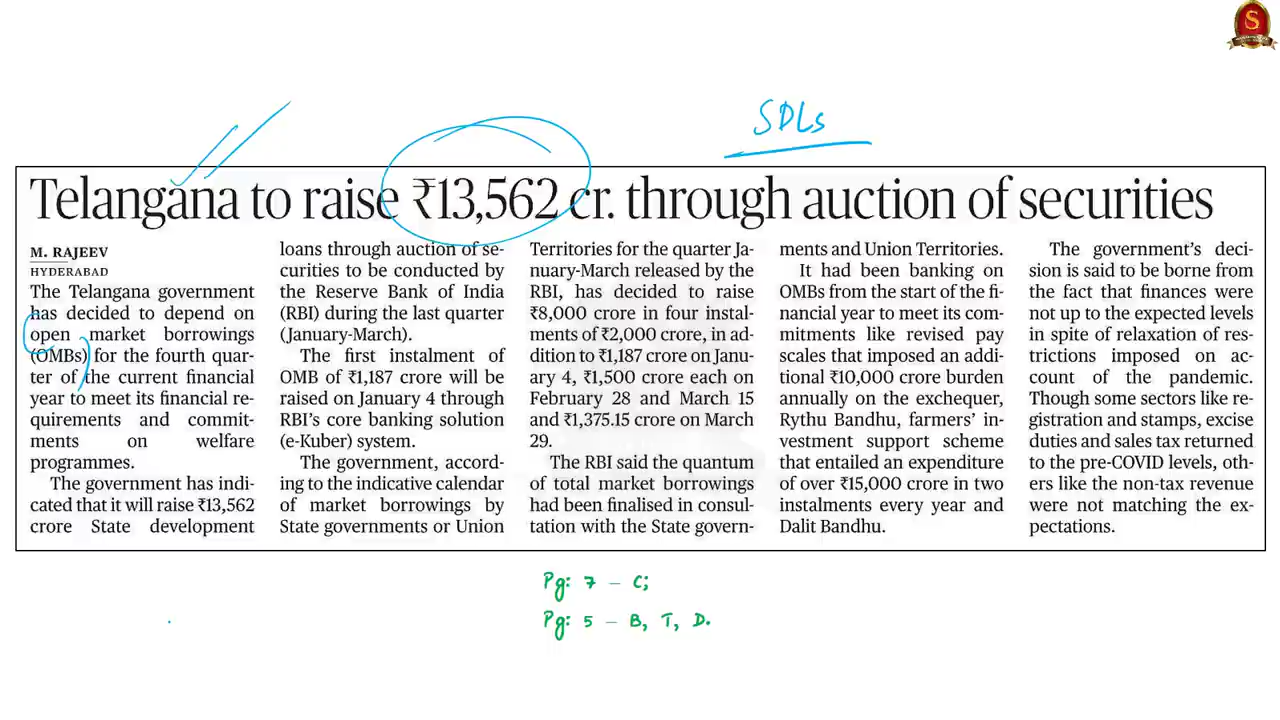 S
SDLs
Telangana to raise ₹13,562 cr. through auction of securities
M. RAJEEV
HYDERABAD
The Telangana government
has decided to depend on
open market borrowings
(OMBs) for the fourth quar-
ter of the current financial
year to meet its financial re-
quirements and commit-
ments on welfare
programmes.
The government has indi-
cated that it will raise ₹13,562
crore State development
loans through auction of se-
curities to be conducted by
the Reserve Bank of India
(RBI) during the last quarter
(January-March).
The first instalment of
OMB of ₹1,187 crore will be
raised on January 4 through
RBI's core banking solution
(e-Kuber) system.
The government, accord-
ing to the indicative calendar
of market borrowings by
State governments or Union
Territories for the quarter Ja-
nuary-March released by the
RBI, has decided to raise
₹8,000 crore in four instal-
ments of ₹2,000 crore, in ad-
dition to ₹1,187 crore on Janu-
ary 4, ₹1,500 crore each on
February 28 and March 15
and ₹1,375.15 crore on March
29.
The RBI said the quantum
of total market borrowings
had been finalised in consul-
tation with the State govern-
ments and Union Territories.
It had been banking on
OMBs from the start of the fi-
nancial year to meet its com-
mitments like revised pay
scales that imposed an addi-
tional ₹10,000 crore burden
annually on the exchequer,
Rythu Bandhu, farmers' in-
vestment support scheme
that entailed an expenditure
of over ₹15,000 crore in two
instalments every year and
Dalit Bandhu.
The government's deci-
sion is said to be borne from
the fact that finances were
not up to the expected levels
in spite of relaxation of res-
trictions imposed on ac-
count of the pandemic.
Though some sectors like re-
gistration and stamps, excise
duties and sales tax returned
to the pre-COVID levels, oth-
ers like the non-tax revenue
were not matching the ex-
pectations.
Pg: 7 - C;
Pg: 5 - B, T, D.